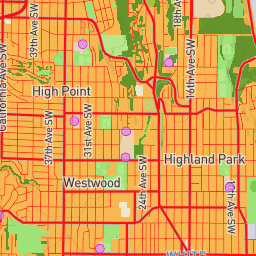 39th Ave SW
18th Ave
California Ave SW
High Point
16th Ave SW
37th Ave SW
31st Ave SW
Highland Park
Westwood
24th Ave SW
Ave SW
WHITE